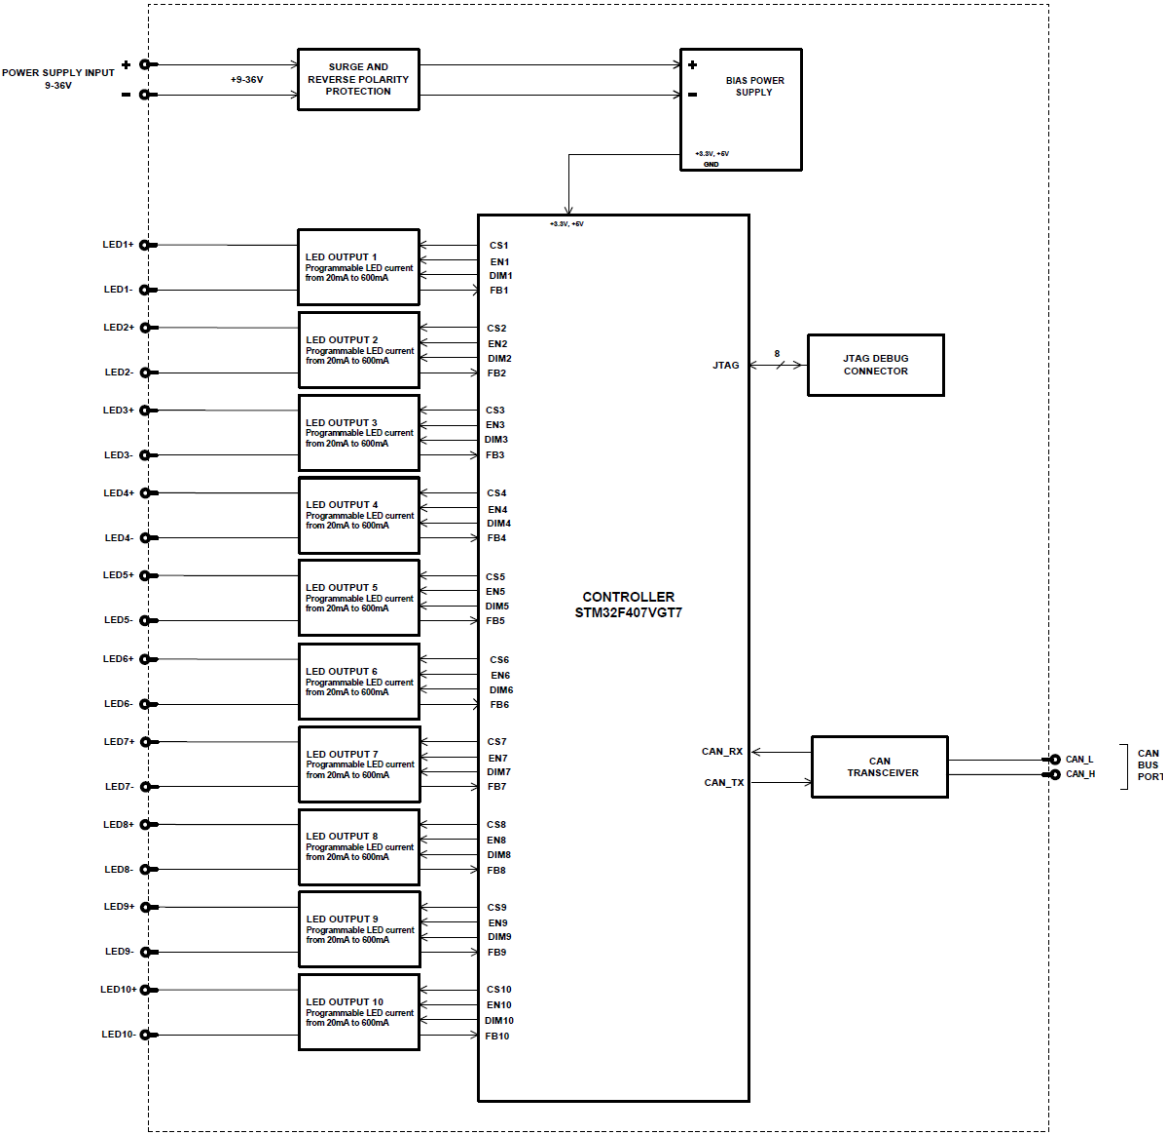 POWER SUPPLY INPUT
9-36V
+
-
+9-36V
SURGE AND
REVERSE POLARITY
PROTECTION
+
-
BIAS POWER
SUPPLY
+3.3V, +5V
GND
+3.3V, +5V
LED1+
LED1-
LED OUTPUT 1
Programmable LED current
from 20mA to 600mA
CS1
EN1
DIM1
FB1
LED2+
LED2-
LED OUTPUT 2
Programmable LED current
from 20mA to 600mA
CS2
EN2
DIM2
FB2
LED3+
LED3-
LED OUTPUT 3
Programmable LED current
from 20mA to 600mA
CS3
EN3
DIM3
FB3
LED4+
LED4-
LED OUTPUT 4
Programmable LED current
from 20mA to 600mA
CS4
EN4
DIM4
FB4
LED5+
LED5-
LED OUTPUT 5
Programmable LED current
from 20mA to 600mA
CS5
EN5
DIM5
FB5
LED6+
LED6-
LED OUTPUT 6
Programmable LED current
from 20mA to 600mA
CS6
EN6
DIM6
FB6
LED7+
LED7-
LED OUTPUT 7
Programmable LED current
from 20mA to 600mA
CS7
EN7
DIM7
FB7
LED8+
LED8-
LED OUTPUT 8
Programmable LED current
from 20mA to 600mA
CS8
EN8
DIM8
FB8
LED9+
LED9-
LED OUTPUT 9
Programmable LED current
from 20mA to 600mA
CS9
EN9
DIM9
FB9
LED10+
LED10-
LED OUTPUT 10
Programmable LED current
from 20mA to 600mA
CS10
EN10
DIM10
FB10
CONTROLLER
STM32F407VGT7
JTAG
8
JTAG DEBUG
CONNECTOR
CAN_RX
CAN_TX
CAN
TRANSCEIVER
CAN_L
CAN_H
CAN
BUS
PORT